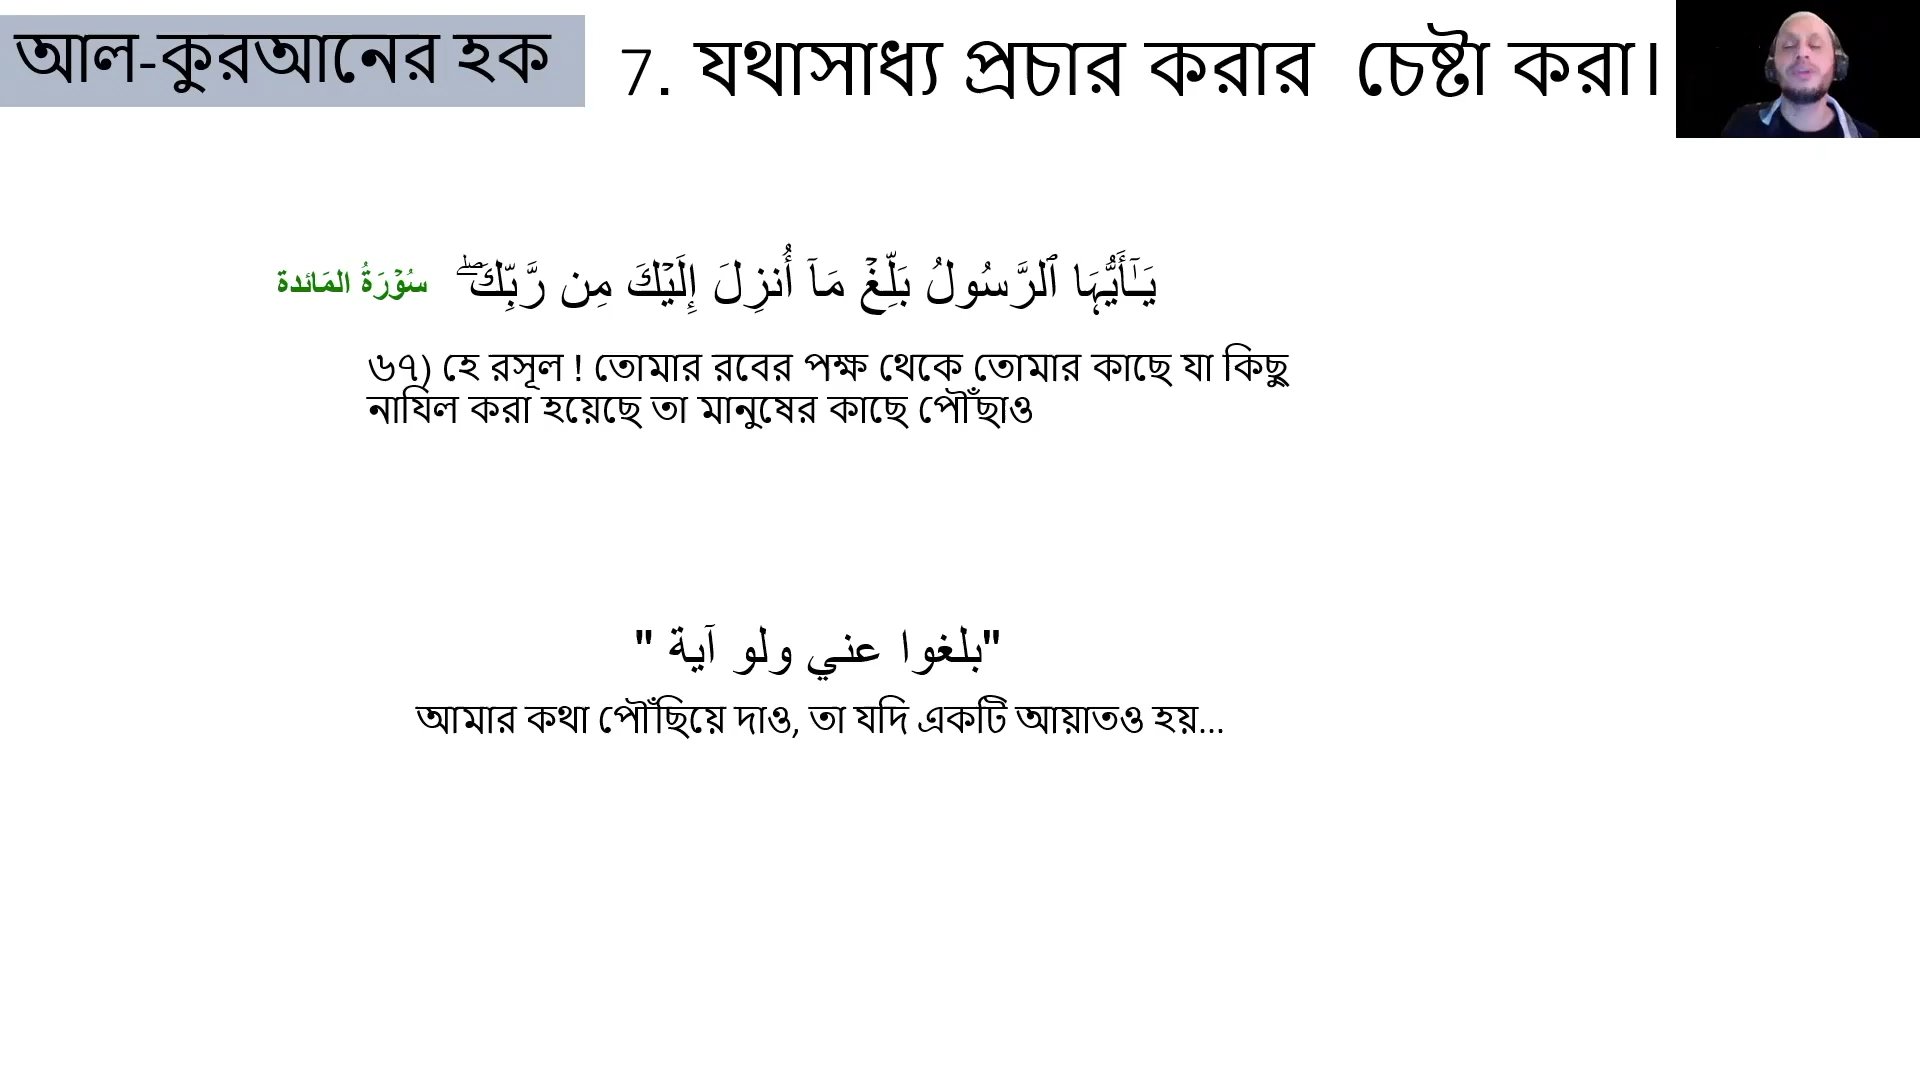 আল-কুরআনের হক
7. যথাসাধ্য প্রচার করার চেষ্টা করা।
يَـٰٓأَيُّہَا ٱلرَّسُولُ بَلِّغۡ مَآ أُنزِلَ إِلَيۡكَ مِن رَّبِّكَۖ سُوۡرَةُ المَائدة
৬৭) হে রসূল ! তোমার রবের পক্ষ থেকে তোমার কাছে যা কিছু
নাযিল করা হয়েছে তা মানুষের কাছে পৌঁছাও
"بلغوا عني ولو آية "
আমার কথা পৌঁছিয়ে দাও, তা যদি একটি আয়াতও হয়...